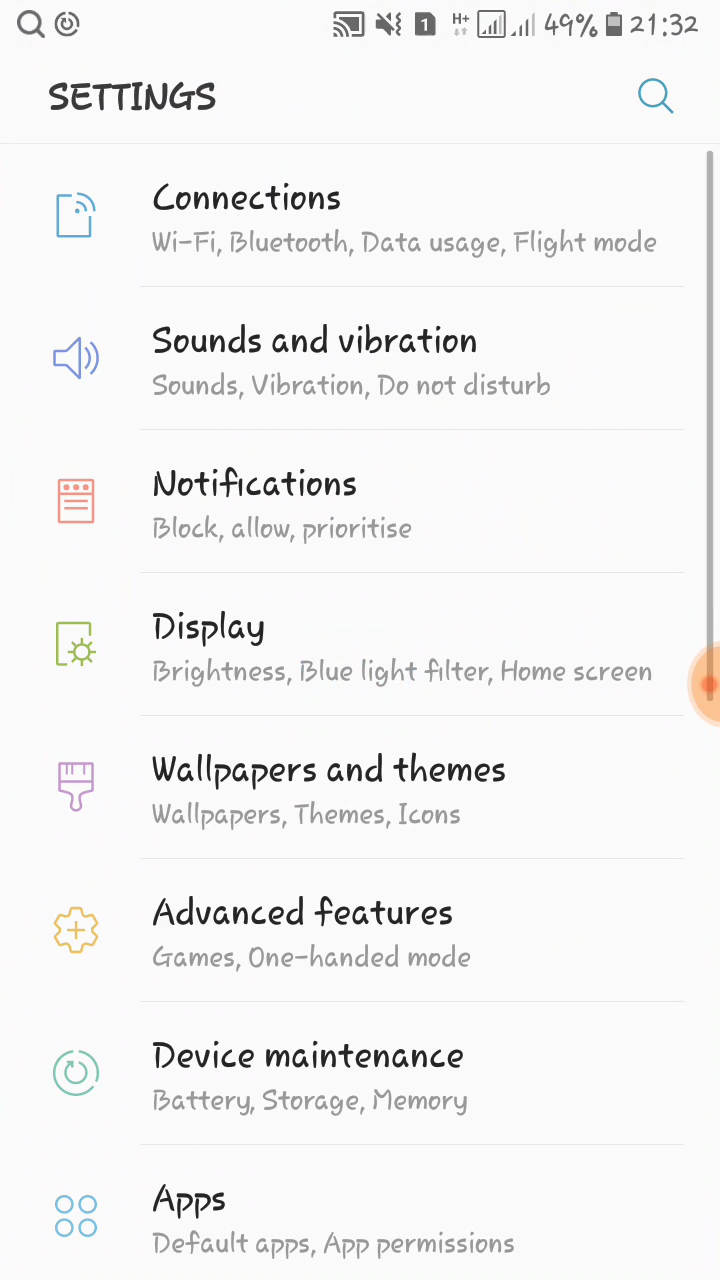 1 H+ 49% 21:32
SETTINGS
Connections
Wi-Fi, Bluetooth, Data usage, Flight mode
Sounds and vibration
Sounds, Vibration, Do not disturb
Notifications
Block, allow, prioritise
Display
Brightness, Blue light filter, Home screen
Wallpapers and themes
Wallpapers, Themes, Icons
Advanced features
Games, One-handed mode
Device maintenance
Battery, Storage, Memory
Apps
Default apps, App permissions